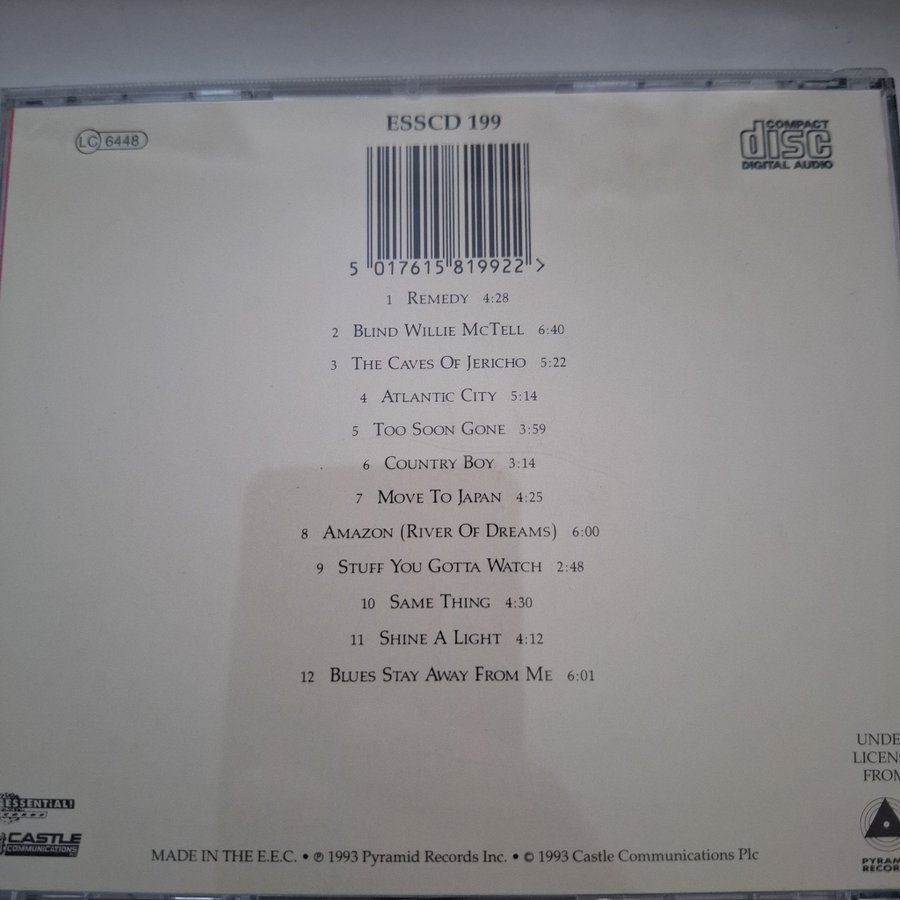 ESSCD 199
LC 6448
COMPACT
disc
DIGITAL AUDIO
5 017615 819922 >
1 REMEDY 4:28
2 BLIND WILLIE MCTELL 6:40
3 THE CAVES OF JERICHO 5:22
4 ATLANTIC CITY 5:14
5 TOO SOON GONE 3:59
6 COUNTRY BOY 3:14
7 MOVE TO JAPAN 4:25
8 AMAZON (RIVER OF DREAMS) 6:00
9 STUFF YOU GOTTA WATCH 2:48
10 SAME THING 4:30
11 SHINE A LIGHT 4:12
12 BLUES STAY AWAY FROM ME 6:01
UNDE
LICENS
FROM
ESSENTIAL!
CASTLE
COMMUNICATIONS
MADE IN THE E.E.C. • ℗ 1993 Pyramid Records Inc. • © 1993 Castle Communications Plc
PYRAM
RECOR